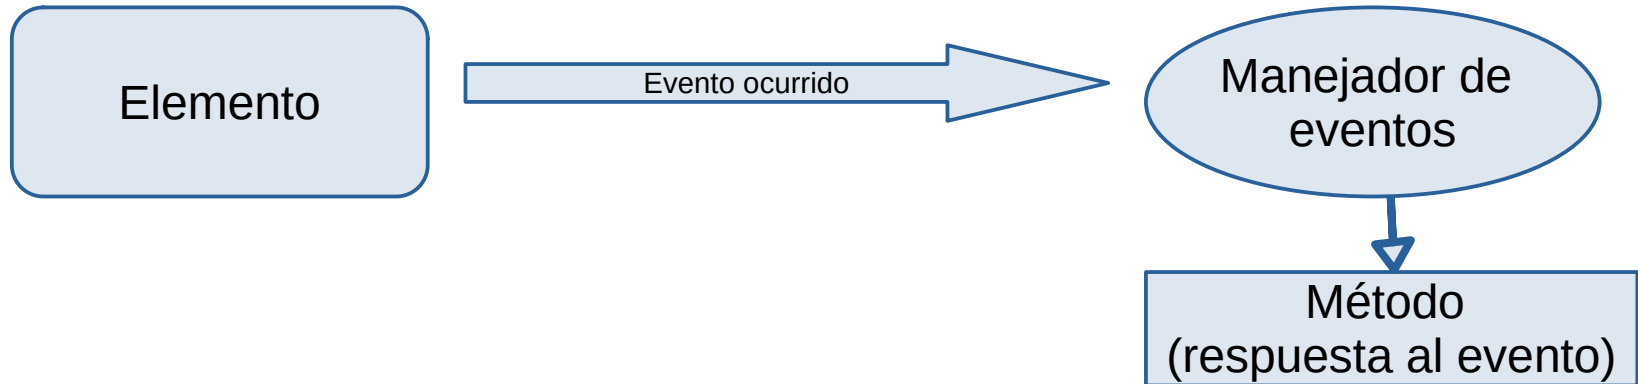 Elemento
Evento ocurrido
Manejador de
eventos
Método
(respuesta al evento)